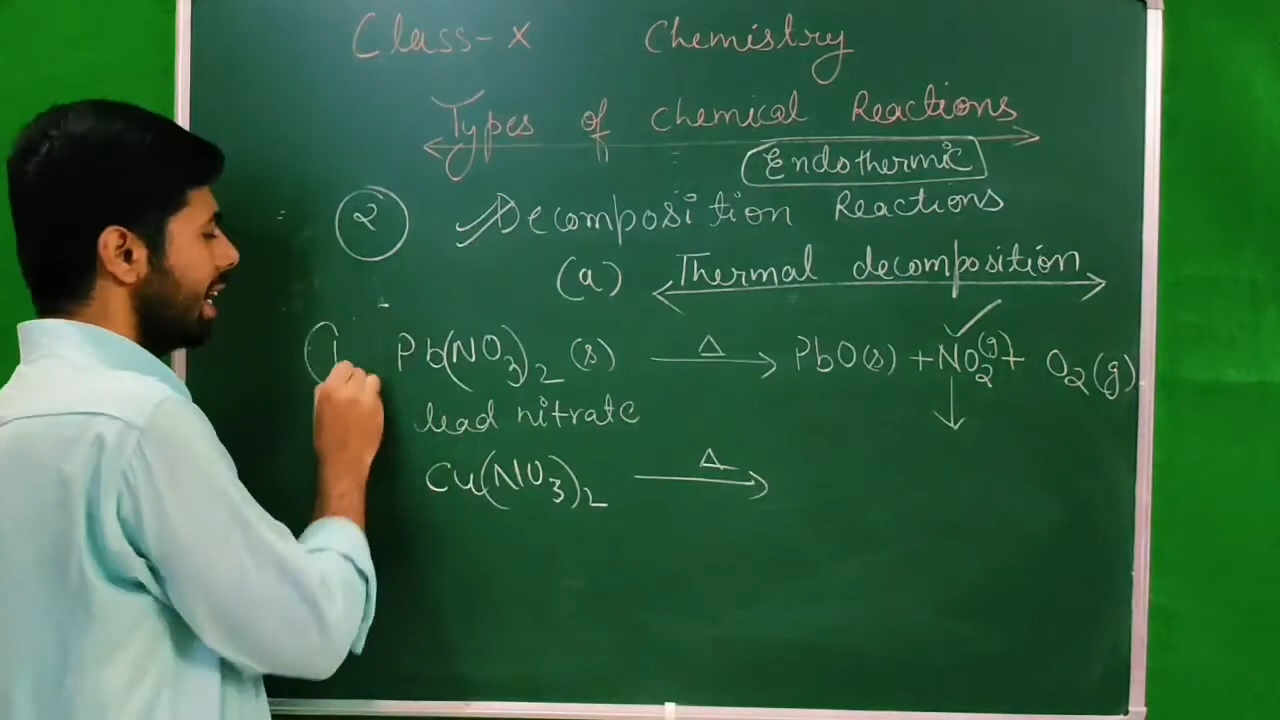 Class-X Chemistry
Types of chemical Reactions
Endothermic
2 Decomposition Reactions
(a) Thermal decomposition
1 Pb(NO3)2 (s) —Δ→ PbO(s) + NO2(g) + O2(g)
lead nitrate
Cu(NO3)2 —Δ→